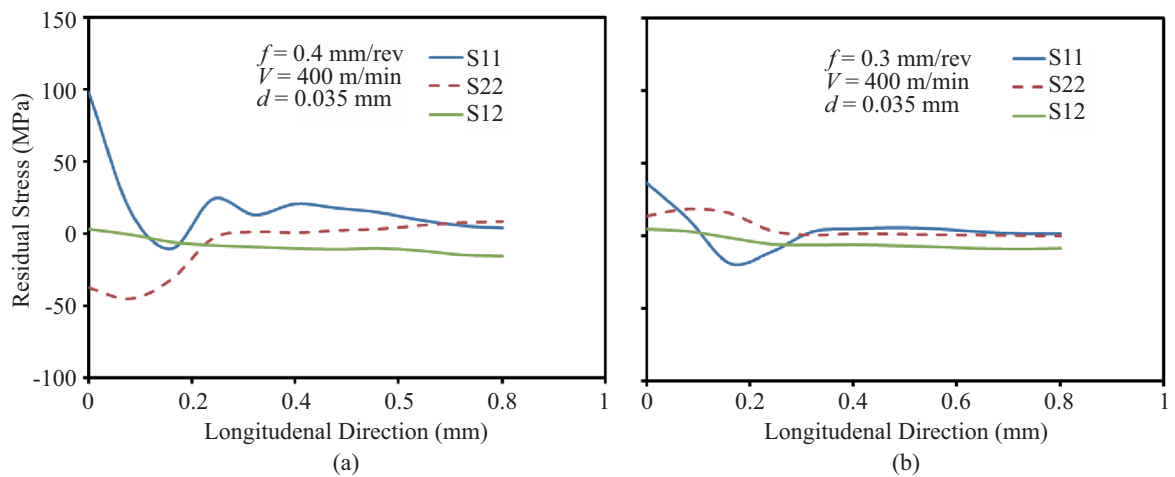 150
100
50
0
-50
-100
Residual Stress (MPa)
f = 0.4 mm/rev
V = 400 m/min
d = 0.035 mm
S11
S22
S12
0 0.2 0.4 0.5 0.8 1
Longitudenal Direction (mm)
(a)
f = 0.3 mm/rev
V = 400 m/min
d = 0.035 mm
S11
S22
S12
0 0.2 0.4 0.6 0.8 1
Longitudenal Direction (mm)
(b)